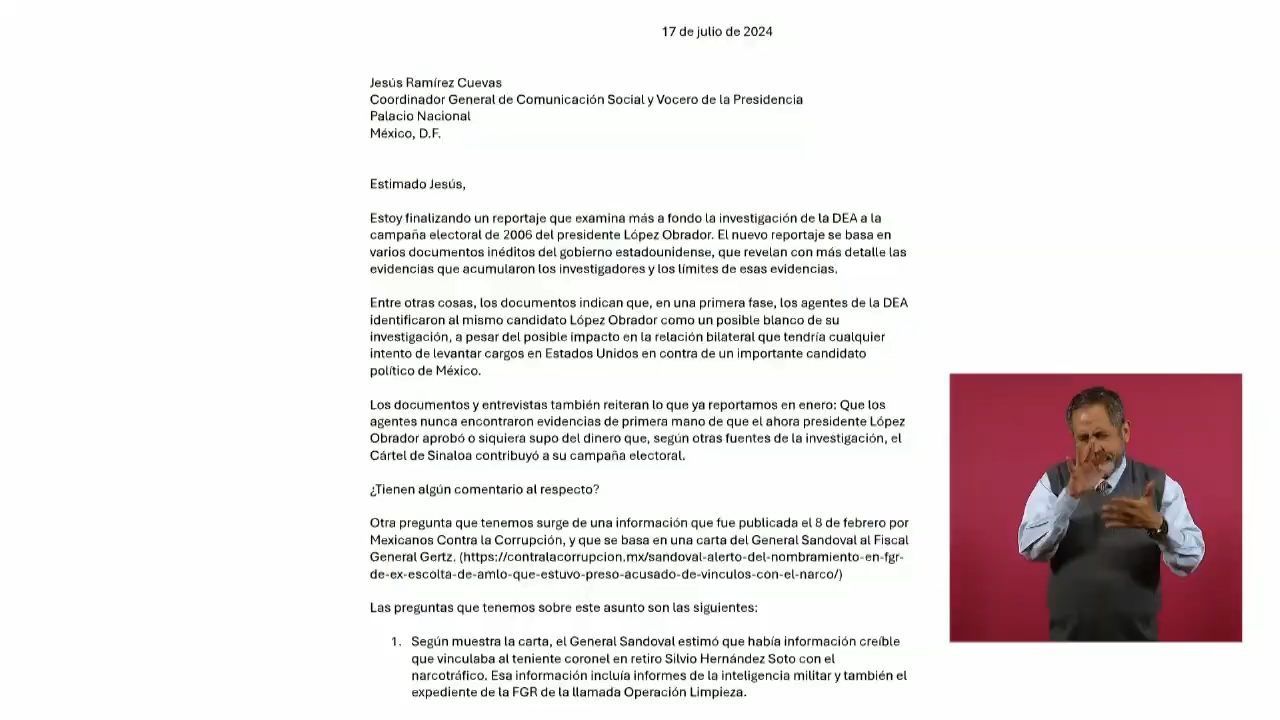 17 de julio de 2024
Jesús Ramírez Cuevas
Coordinador General de Comunicación Social y Vocero de la Presidencia
Palacio Nacional
México, D.F.
Estimado Jesús,
Estoy finalizando un reportaje que examina más a fondo la investigación de la DEA a la
campaña electoral de 2006 del presidente López Obrador. El nuevo reportaje se basa en
varios documentos inéditos del gobierno estadounidense, que revelan con más detalle las
evidencias que acumularon los investigadores y los límites de esas evidencias.
Entre otras cosas, los documentos indican que, en una primera fase, los agentes de la DEA
identificaron al mismo candidato López Obrador como un posible blanco de su
investigación, a pesar del posible impacto en la relación bilateral que tendría cualquier
intento de levantar cargos en Estados Unidos en contra de un importante candidato
político de México.
Los documentos y entrevistas también reiteran lo que ya reportamos en enero: Que los
agentes nunca encontraron evidencias de primera mano de que el ahora presidente López
Obrador aprobó o siquiera supo del dinero que, según otras fuentes de la investigación, el
Cártel de Sinaloa contribuyó a su campaña electoral.
¿Tienen algún comentario al respecto?
Otra pregunta que tenemos surge de una información que fue publicada el 8 de febrero por
Mexicanos Contra la Corrupción, y que se basa en una carta del General Sandoval al Fiscal
General Gertz. (https://contralacorrupcion.mx/sandoval-alerto-del-nombramiento-en-fgr-
de-ex-escolta-de-amlo-que-estuvo-preso-acusado-de-vinculos-con-el-narco/)
Las preguntas que tenemos sobre este asunto son las siguientes:
1. Según muestra la carta, el General Sandoval estimó que había información creíble
que vinculaba al teniente coronel en retiro Silvio Hernández Soto con el
narcotráfico. Esa información incluía informes de la inteligencia militar y también el
expediente de la FGR de la llamada Operación Limpieza.